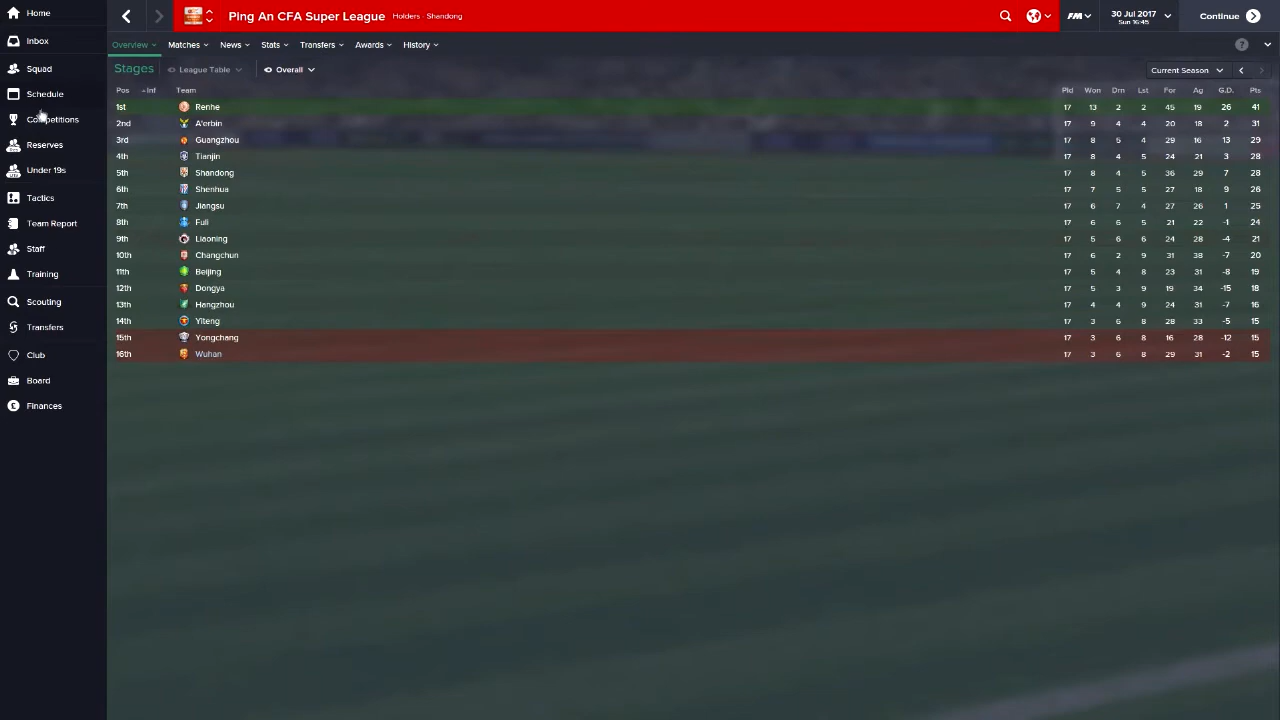 Home
Ping An CFA Super League Holders - Shandong FM 30 Jul 2017 Sun 16:45 Continue
Inbox
Overview Matches News Stats Transfers Awards History ?
Squad
Stages League Table Overall Current Season
Schedule
Competitions
Reserves
Under 19s
Tactics
Team Report
Staff
Training
Scouting
Transfers
Club
Board
Finances
Pos Inf Team Pld Won Drn Lst For Ag G.D. Pts
1st Renhe 17 13 2 2 45 19 26 41
2nd A'erbin 17 9 4 4 20 18 2 31
3rd Guangzhou 17 8 5 4 29 16 13 29
4th Tianjin 17 8 4 5 24 21 3 28
5th Shandong 17 8 4 5 36 29 7 28
6th Shenhua 17 7 5 5 27 18 9 26
7th Jiangsu 17 6 7 4 27 26 1 25
8th Fuli 17 6 6 5 21 22 -1 24
9th Liaoning 17 5 6 6 24 28 -4 21
10th Changchun 17 6 2 9 31 38 -7 20
11th Beijing 17 5 4 8 23 31 -8 19
12th Dongya 17 5 3 9 19 34 -15 18
13th Hangzhou 17 4 4 9 24 31 -7 16
14th Yiteng 17 3 6 8 28 33 -5 15
15th Yongchang 17 3 6 8 16 28 -12 15
16th Wuhan 17 3 6 8 29 31 -2 15